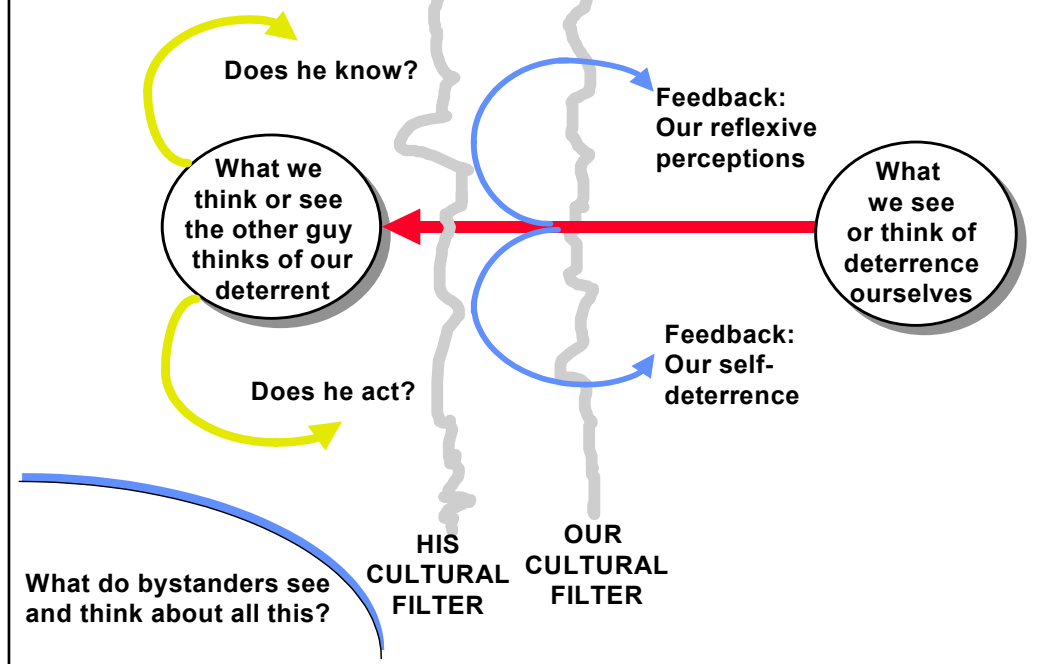 Does he know?
Feedback:
Our reflexive
perceptions
What we
think or see
the other guy
thinks of our
deterrent
What
we see
or think of
deterrence
ourselves
Feedback:
Our self-
deterrence
Does he act?
HIS
CULTURAL
FILTER
OUR
CULTURAL
FILTER
What do bystanders see
and think about all this?